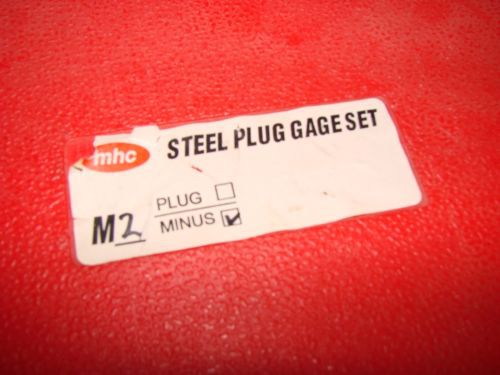 mhc
STEEL PLUG GAGE SET
PLUG
M2 MINUS